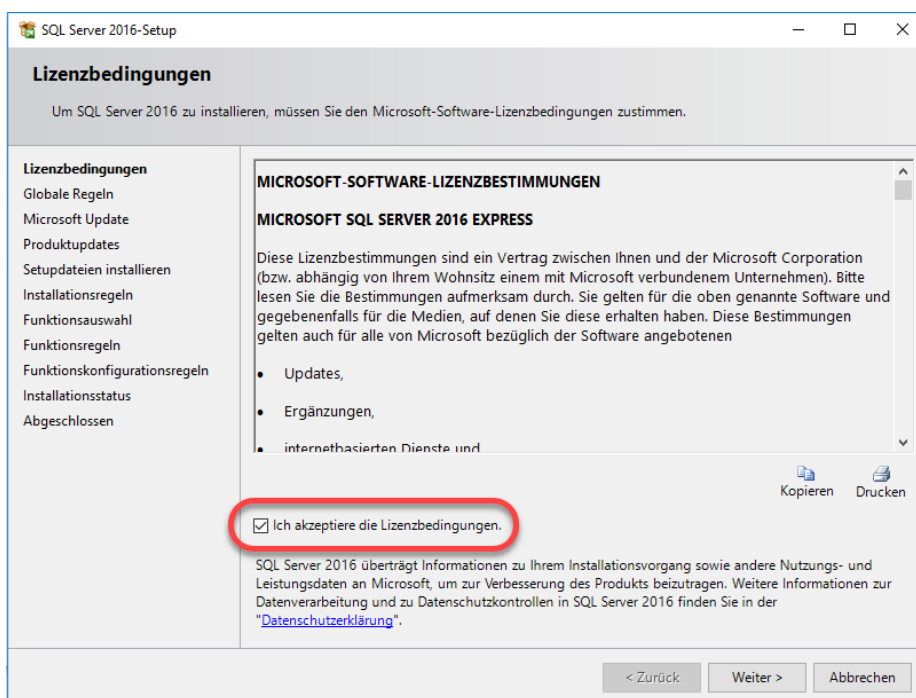 SQL Server 2016-Setup
Lizenzbedingungen
Um SQL Server 2016 zu installieren, müssen Sie den Microsoft-Software-Lizenzbedingungen zustimmen.
Lizenzbedingungen
Globale Regeln
Microsoft Update
Produktupdates
Setupdateien installieren
Installationsregeln
Funktionsauswahl
Funktionsregeln
Funktionskonfigurationsregeln
Installationsstatus
Abgeschlossen
MICROSOFT-SOFTWARE-LIZENZBESTIMMUNGEN
MICROSOFT SQL SERVER 2016 EXPRESS
Diese Lizenzbestimmungen sind ein Vertrag zwischen Ihnen und der Microsoft Corporation
(bzw. abhängig von Ihrem Wohnsitz einem mit Microsoft verbundenem Unternehmen). Bitte
lesen Sie die Bestimmungen aufmerksam durch. Sie gelten für die oben genannte Software und
gegebenenfalls für die Medien, auf denen Sie diese erhalten haben. Diese Bestimmungen
gelten auch für alle von Microsoft bezüglich der Software angebotenen
• Updates,
• Ergänzungen,
• internetbasierten Dienste und
Kopieren
Drucken
Ich akzeptiere die Lizenzbedingungen.
SQL Server 2016 überträgt Informationen zu Ihrem Installationsvorgang sowie andere Nutzungs- und
Leistungsdaten an Microsoft, um zur Verbesserung des Produkts beizutragen. Weitere Informationen zur
Datenverarbeitung und zu Datenschutzkontrollen in SQL Server 2016 finden Sie in der
"Datenschutzerklärung".
< Zurück
Weiter >
Abbrechen